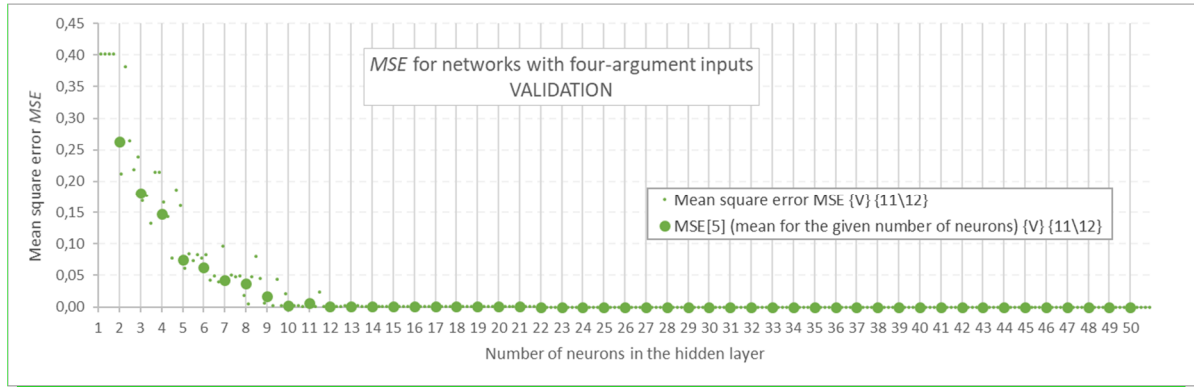 0,45
0,40
0,35
0,30
0,25
0,20
0,15
0,10
0,05
0,00
Mean square error MSE
MSE for networks with four-argument inputs
VALIDATION
Mean square error MSE {V} {11\12}
MSE[5] (mean for the given number of neurons) {V} {11\12}
1 2 3 4 5 6 7 8 9 10 11 12 13 14 15 16 17 18 19 20 21 22 23 24 25 26 27 28 29 30 31 32 33 34 35 36 37 38 39 40 41 42 43 44 45 46 47 48 49 50
Number of neurons in the hidden layer